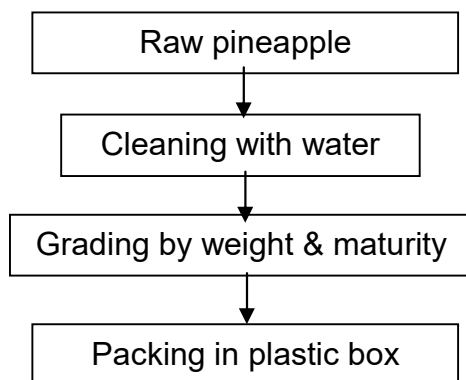 Raw pineapple
Cleaning with water
Grading by weight & maturity
Packing in plastic box